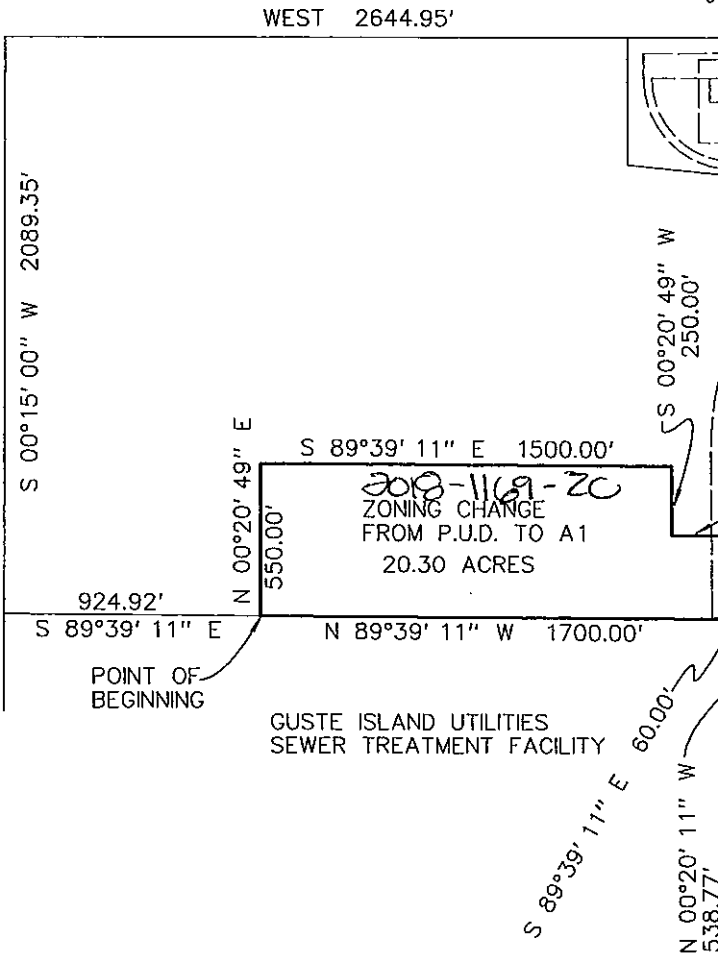 WEST 2644.95'
S 00°15' 00" W 2089.35'
S 00°20' 49" W
250.00'
N 00°20' 49" E
550.00'
S 89°39' 11" E 1500.00'
2018-1169-ZC
ZONING CHANGE
FROM P.U.D. TO A1
20.30 ACRES
924.92'
S 89°39' 11" E
N 89°39' 11" W 1700.00'
POINT OF
BEGINNING
GUSTE ISLAND UTILITIES
SEWER TREATMENT FACILITY
S 89°39' 11" E 60.00'
N 00°20' 11" W
538.77'